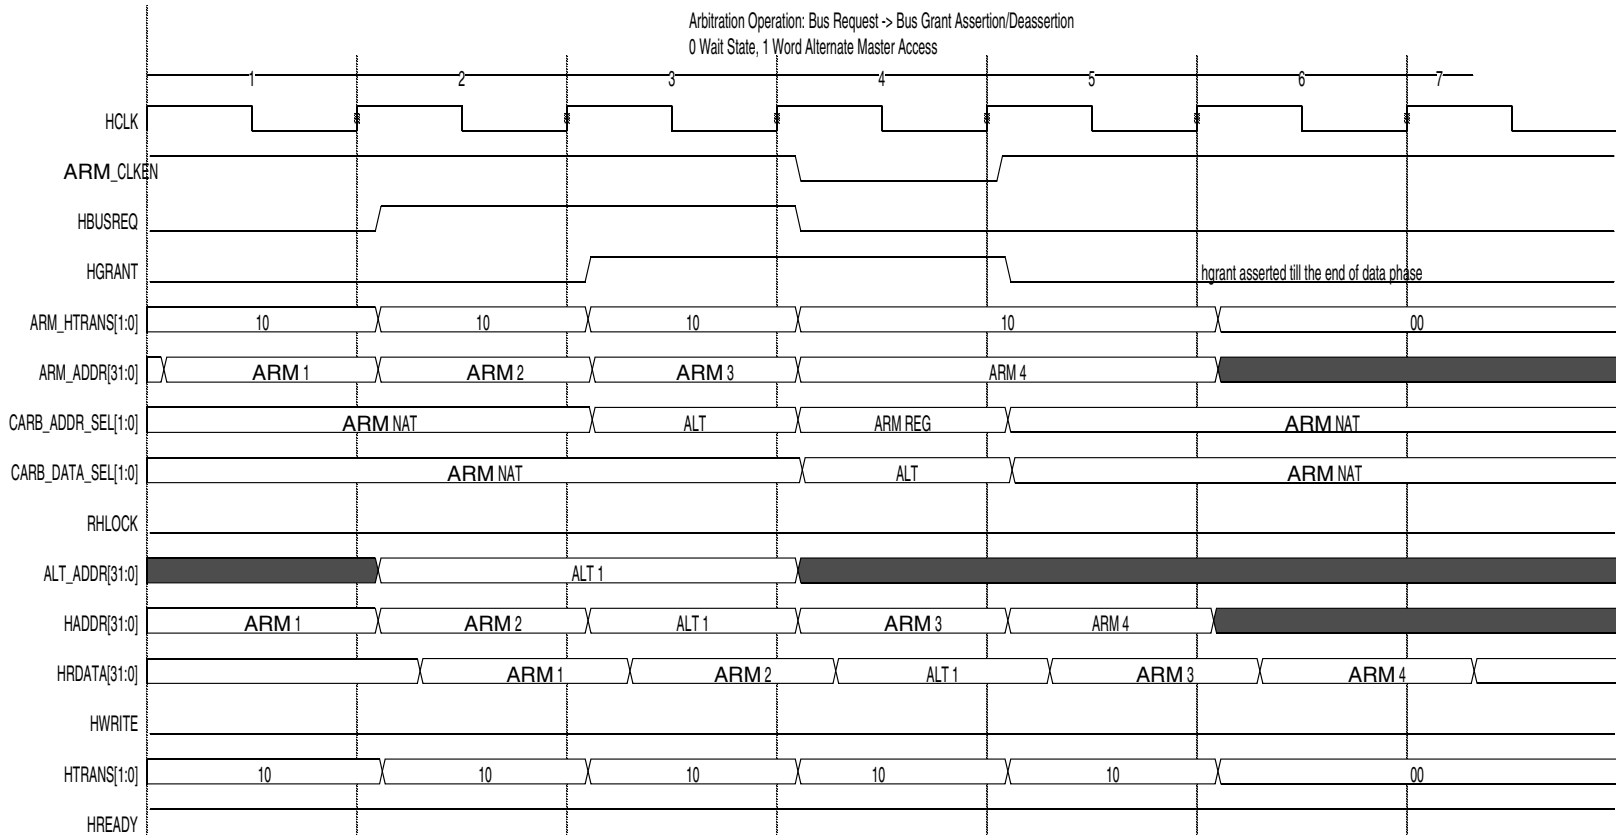 Arbitration Operation: Bus Request -> Bus Grant Assertion/Deassertion
0 Wait State, 1 Word Alternate Master Access
1 2 3 4 5 6 7
HCLK
ARM_CLKEN
HBUSREQ
HGRANT hgrant asserted till the end of data phase
ARM_HTRANS[1:0] 10 10 10 10 00
ARM_ADDR[31:0] ARM 1 ARM 2 ARM 3 ARM 4
CARB_ADDR_SEL[1:0] ARM NAT ALT ARM REG ARM NAT
CARB_DATA_SEL[1:0] ARM NAT ALT ARM NAT
RHLOCK
ALT_ADDR[31:0] ALT 1
HADDR[31:0] ARM 1 ARM 2 ALT 1 ARM 3 ARM 4
HRDATA[31:0] ARM 1 ARM 2 ALT 1 ARM 3 ARM 4
HWRITE
HTRANS[1:0] 10 10 10 10 10 00
HREADY